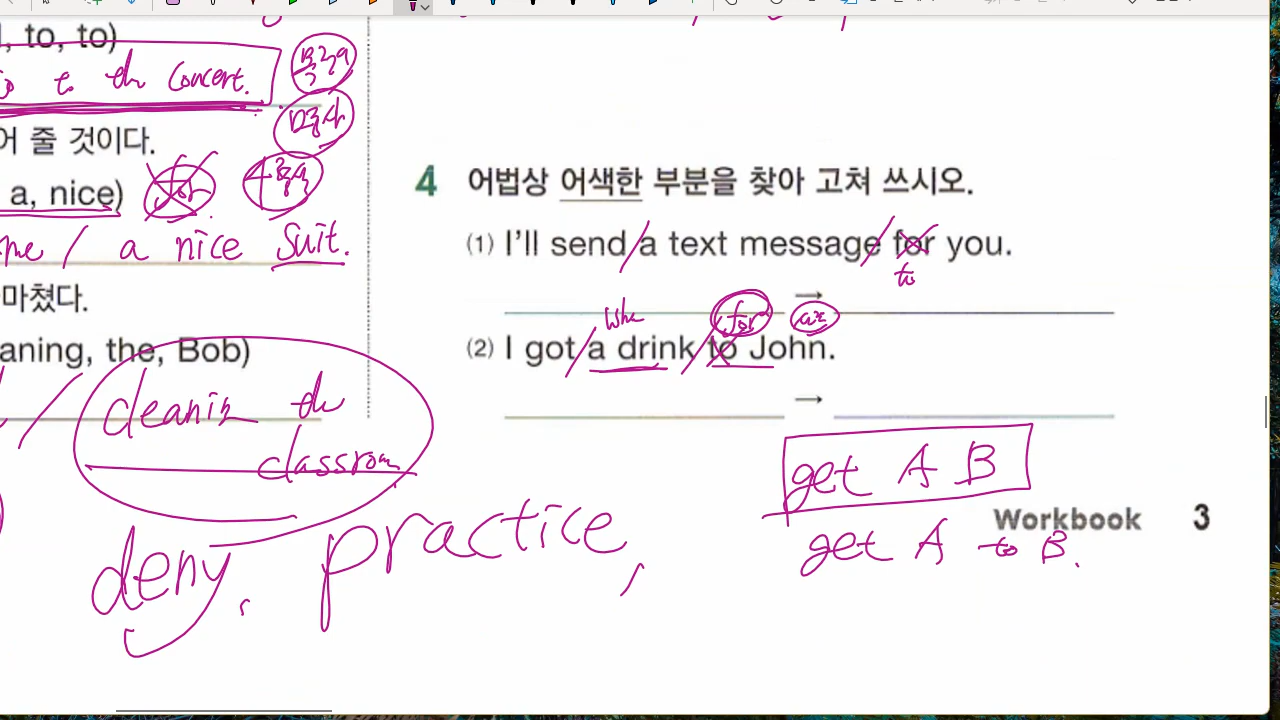 , to, to)
to the concert.
어 줄 것이다.
a, nice) for
me / a nice suit.
마쳤다.
eaning, the, Bob)
/ cleanin the
classroom
deny, practice,
4 어법상 어색한 부분을 찾아 고쳐 쓰시오.
(1) I'll send / a text message / for you.
to
→
for
(2) I got / a drink / to John.
→
get A B
get A to B.
Workbook 3